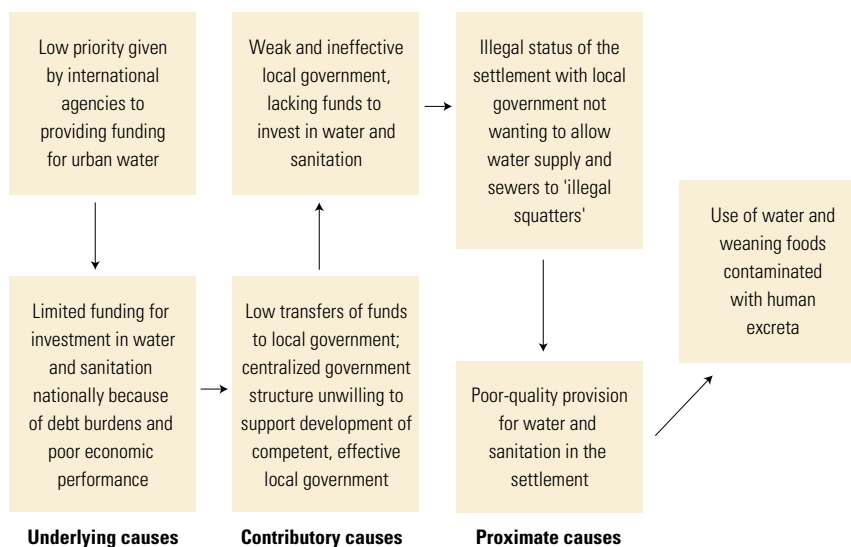 Low priority given
by international
agencies to
providing funding
for urban water
Limited funding for
investment in water
and sanitation
nationally because
of debt burdens and
poor economic
performance
Underlying causes
Weak and ineffective
local government,
lacking funds to
invest in water and
sanitation
Low transfers of funds
to local government;
centralized government
structure unwilling to
support development of
competent, effective
local government
Contributory causes
Illegal status of the
settlement with local
government not
wanting to allow
water supply and
sewers to 'illegal
squatters'
Poor-quality provision
for water and
sanitation in the
settlement
Proximate causes
Use of water and
weaning foods
contaminated
with human
excreta